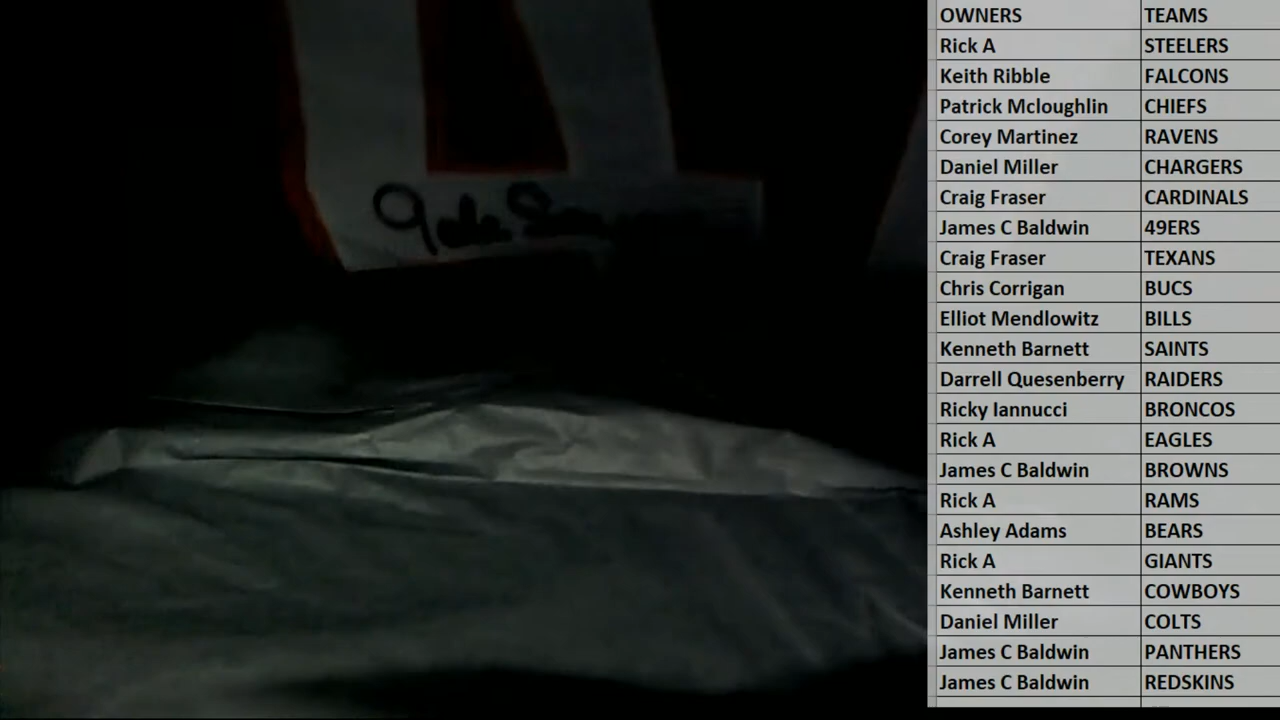 Gale Sayers
OWNERS TEAMS
Rick A STEELERS
Keith Ribble FALCONS
Patrick Mcloughlin CHIEFS
Corey Martinez RAVENS
Daniel Miller CHARGERS
Craig Fraser CARDINALS
James C Baldwin 49ERS
Craig Fraser TEXANS
Chris Corrigan BUCS
Elliot Mendlowitz BILLS
Kenneth Barnett SAINTS
Darrell Quesenberry RAIDERS
Ricky Iannucci BRONCOS
Rick A EAGLES
James C Baldwin BROWNS
Rick A RAMS
Ashley Adams BEARS
Rick A GIANTS
Kenneth Barnett COWBOYS
Daniel Miller COLTS
James C Baldwin PANTHERS
James C Baldwin REDSKINS